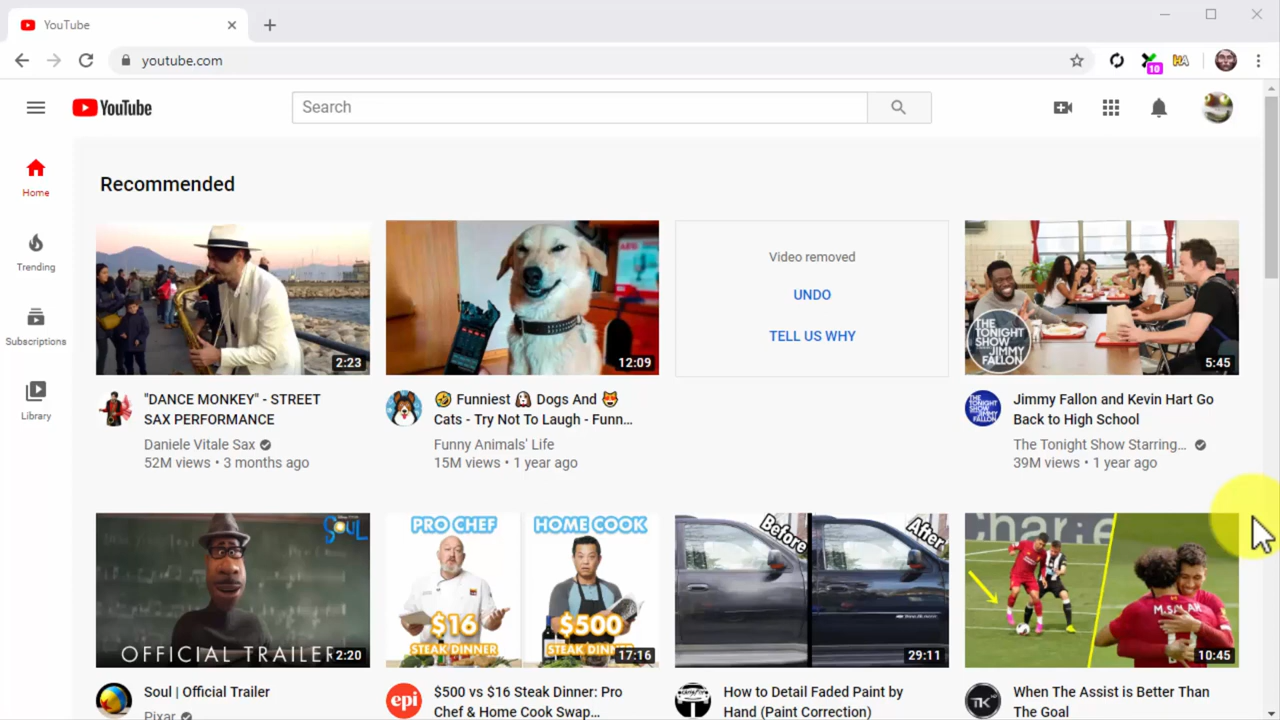 YouTube
youtube.com
10
YouTube
Search
Home
Trending
Subscriptions
Library
Recommended
2:23
"DANCE MONKEY" - STREET
SAX PERFORMANCE
Daniele Vitale Sax
52M views • 3 months ago
12:09
🤣 Funniest 🐶 Dogs And 😻
Cats - Try Not To Laugh - Funn...
Funny Animals' Life
15M views • 1 year ago
Video removed
UNDO
TELL US WHY
THE
TONIGHT
SHOW
JIMMY
FALLON
5:45
Jimmy Fallon and Kevin Hart Go
Back to High School
The Tonight Show Starring...
39M views • 1 year ago
SOUL
OFFICIAL TRAILER
2:20
Soul | Official Trailer
Pixar
PRO CHEF
HOME COOK
$16
STEAK DINNER
$500
STEAK
17:16
epi
$500 vs $16 Steak Dinner: Pro
Chef & Home Cook Swap...
Before
After
29:11
How to Detail Faded Paint by
Hand (Paint Correction)
M.SALAH
10:45
TK
When The Assist is Better Than
The Goal